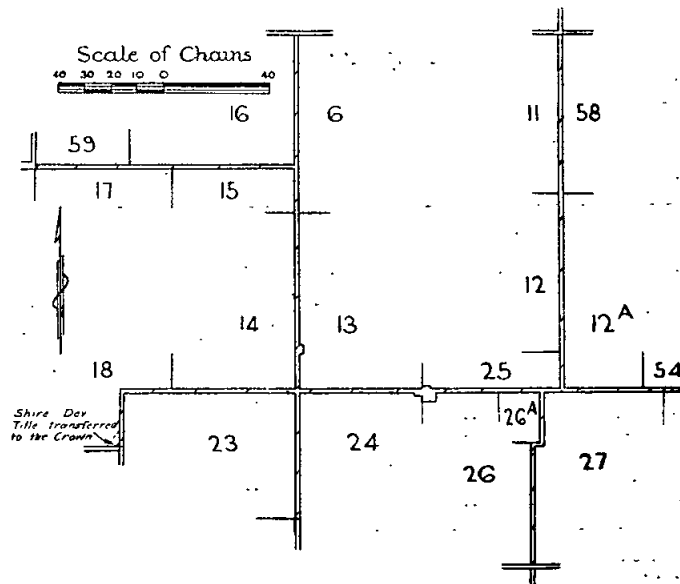 Scale of Chains
40 30 20 10 0 40
16 6 11 58
59
17 15
12
14 13 12A
18 25 54
Shire Dev
Title transferred
to the Crown
26A
23 24
26 27